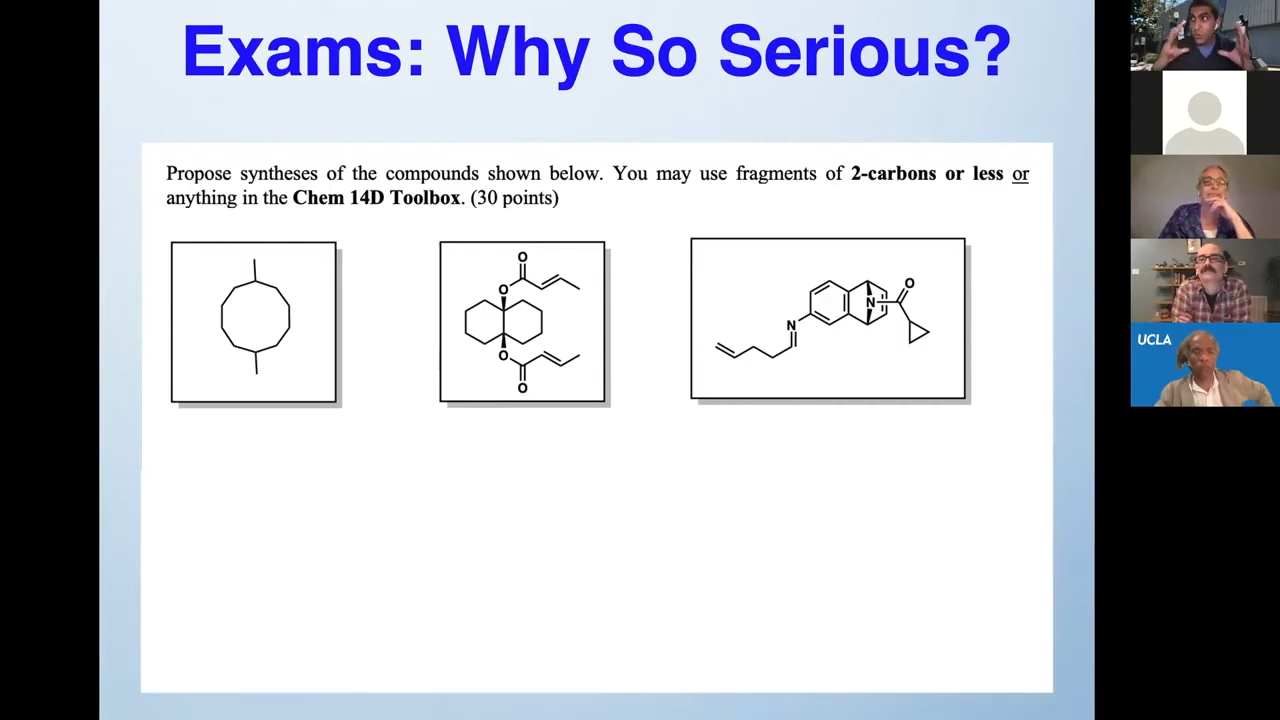 Exams: Why So Serious?
Propose syntheses of the compounds shown below. You may use fragments of 2-carbons or less or
anything in the Chem 14D Toolbox. (30 points)
O
O
O
O
N
N
O
UCLA